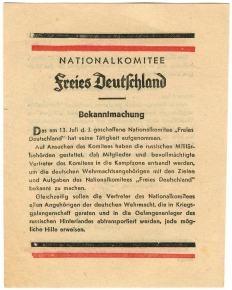 NATIONALKOMITEE
Freies Deutschland
Bekanntmachung
Das am 13. Juli d. J. geschaffene Nationalkomitee „Freies
Deutschland" hat seine Tätigkeit aufgenommen.
Auf Ansuchen des Komitees haben die russischen Militär-
behörden gestattet, daß Mitglieder und bevollmächtigte
Vertreter des Komitees in die Kampfzone entsandt werden,
um die deutschen Wehrmachtsangehörigen mit den Zielen
und Aufgaben des Nationalkomitees „Freies Deutschland"
bekannt zu machen.
Gleichzeitig sollen die Vertreter des Nationalkomitees
allen Angehörigen der deutschen Wehrmacht, die in Kriegs-
gefangenschaft geraten und in die Gefangenenlager des
russischen Hinterlandes abtransportiert werden, jede mög-
liche Hilfe erweisen.